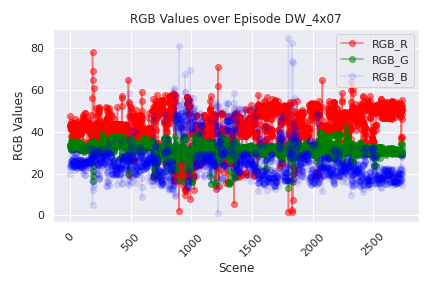 RGB Values over Episode DW_4x07
RGB Values
80
60
40
20
0
RGB_R
RGB_G
RGB_B
0
500
1000
1500
2000
2500
Scene